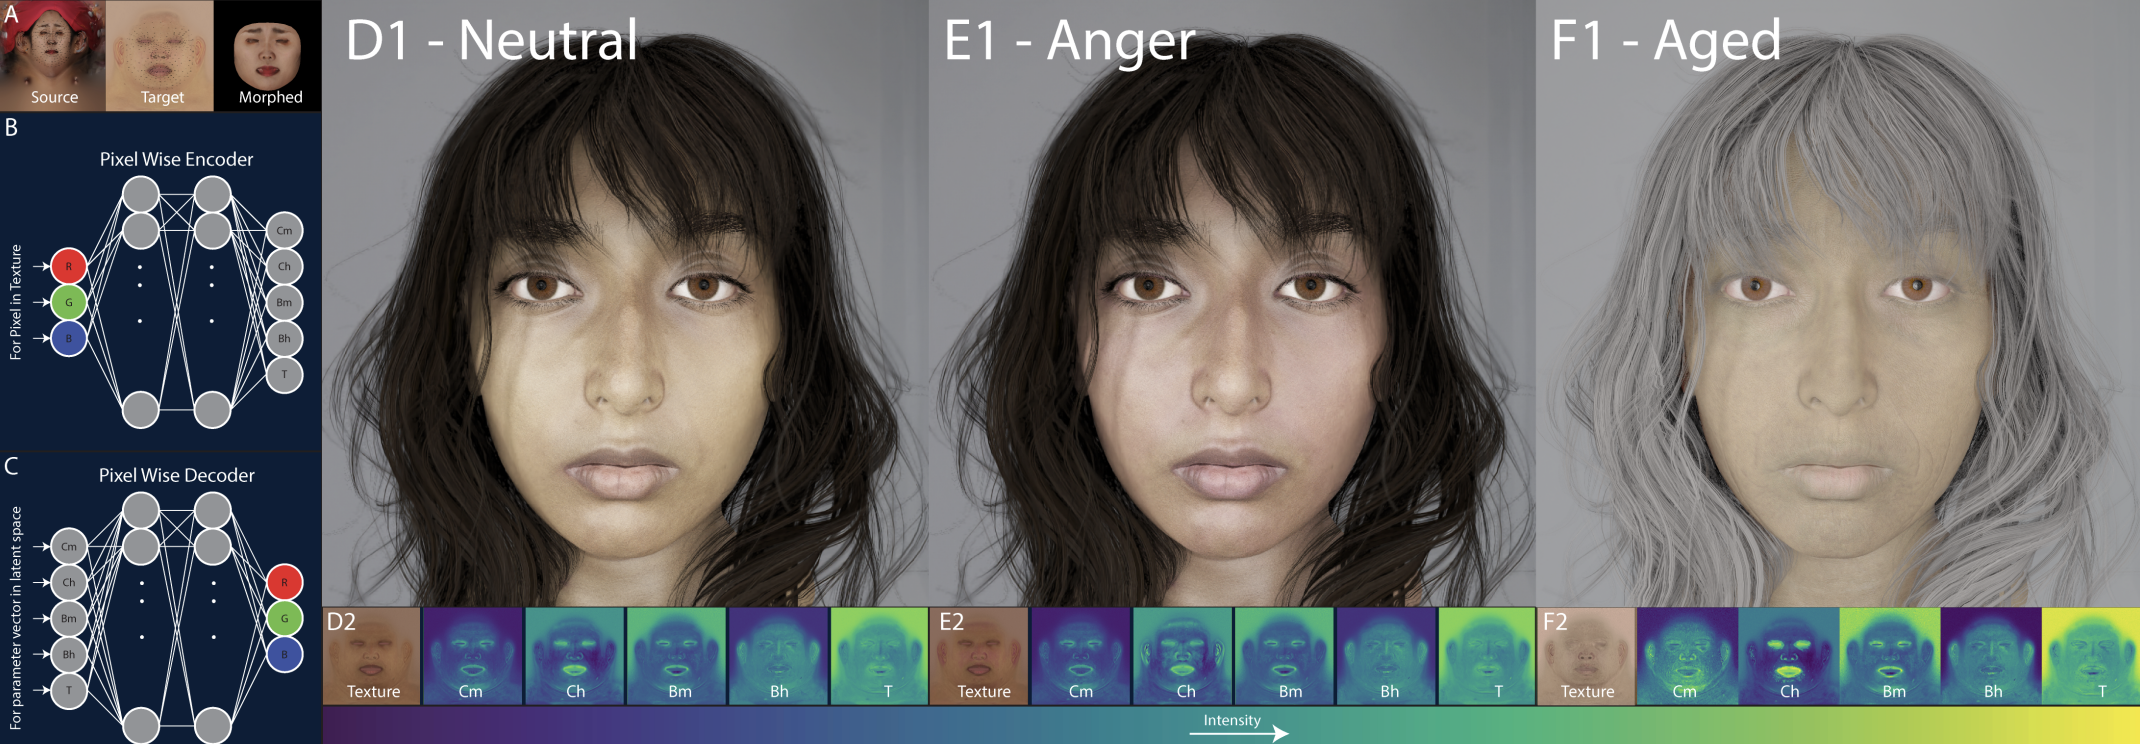 A
Source
Target
Morphed
B
Pixel Wise Encoder
For Pixel in Texture
R
G
B
Cm
Ch
Bm
Bh
T
C
Pixel Wise Decoder
For parameter vector in latent space
Cm
Ch
Bm
Bh
T
R
G
B
D1 - Neutral
E1 - Anger
F1 - Aged
D2
Texture
Cm
Ch
Bm
Bh
T
E2
Texture
Cm
Ch
Bm
Bh
T
F2
Texture
Cm
Ch
Bm
Bh
T
Intensity